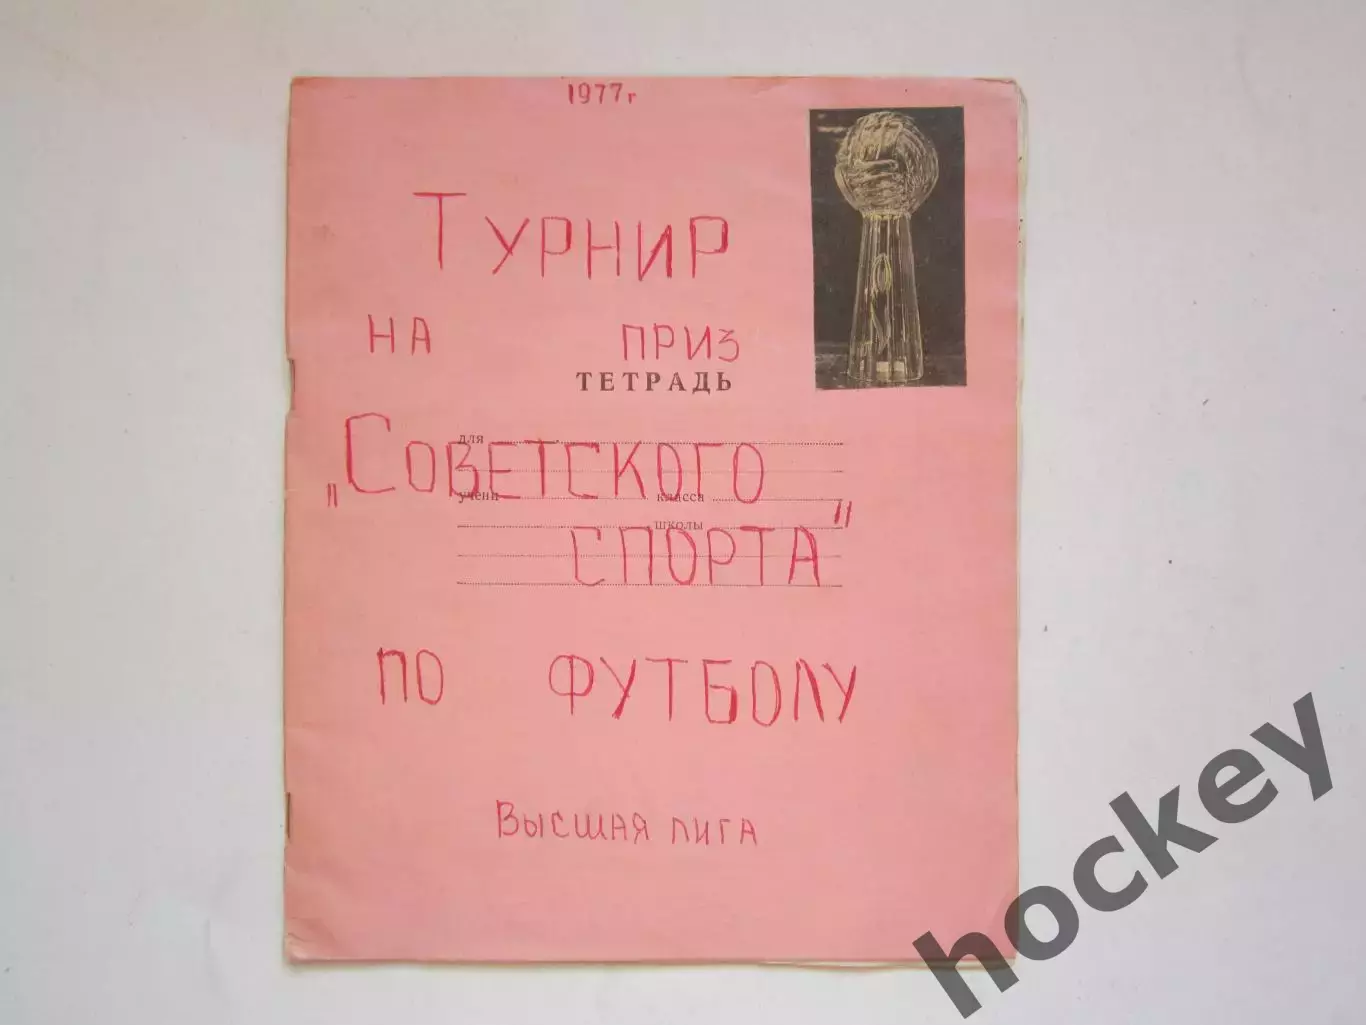 1977г
Турнир
на приз
ТЕТРАДЬ
для
„Советского
учени класса
школы
спорта"
по футболу
Высшая лига
hockey